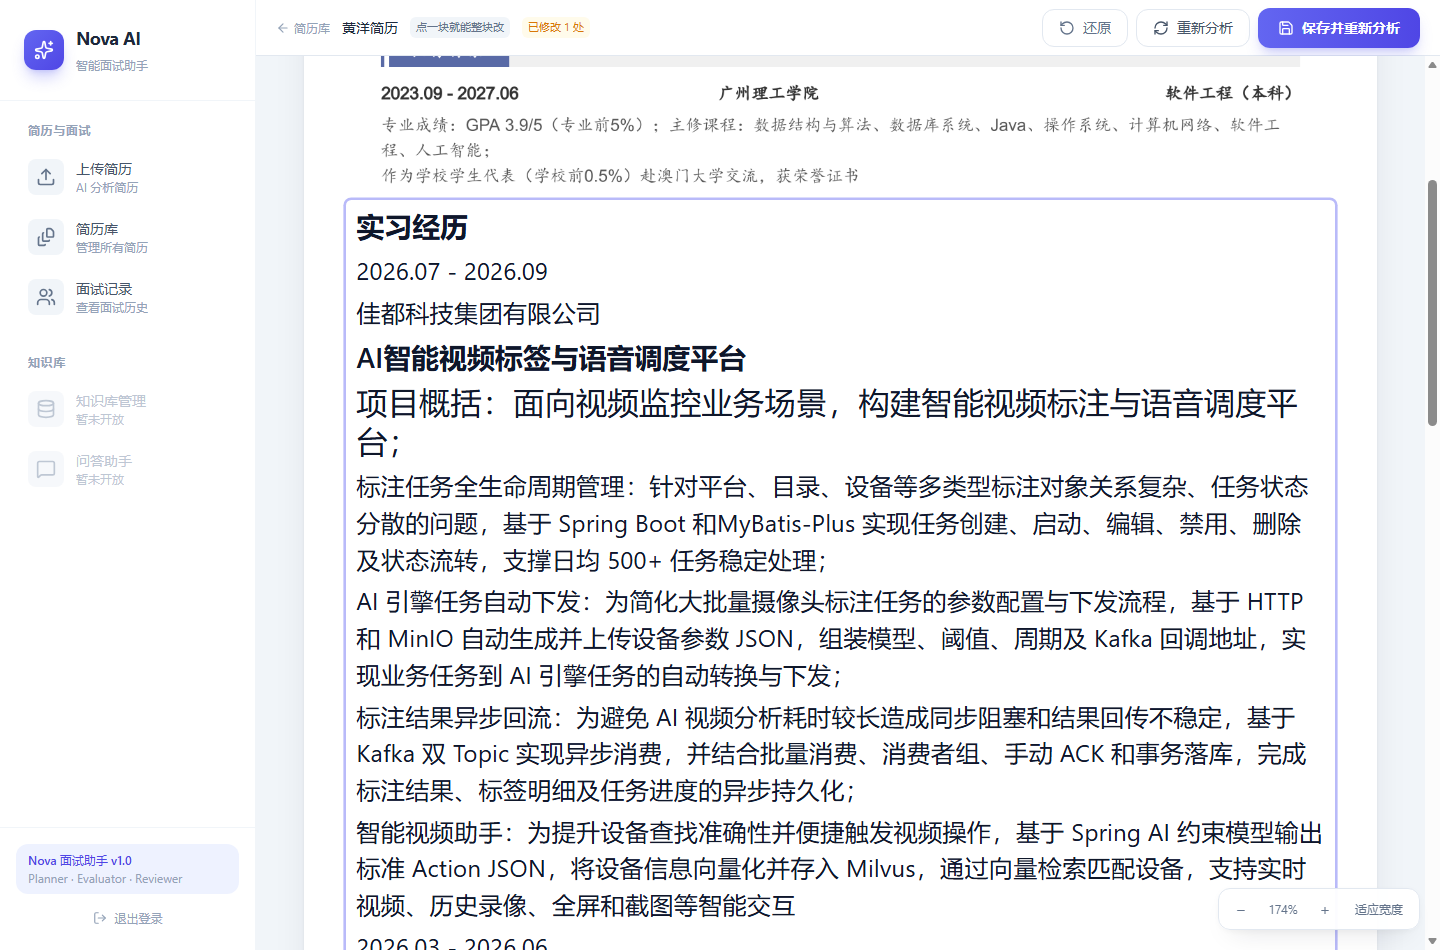 Nova AI
智能面试助手
简历与面试
上传简历
AI 分析简历
简历库
管理所有简历
面试记录
查看面试历史
知识库
知识库管理
暂未开放
问答助手
暂未开放
Nova 面试助手 v1.0
Planner · Evaluator · Reviewer
退出登录
← 简历库 黄洋简历 点一块就能整块改 已修改 1 处 还原 重新分析 保存并重新分析
2023.09 - 2027.06 广州理工学院 软件工程（本科）
专业成绩：GPA 3.9/5（专业前5%）；主修课程：数据结构与算法、数据库系统、Java、操作系统、计算机网络、软件工
程、人工智能；
作为学校学生代表（学校前0.5%）赴澳门大学交流，获荣誉证书
实习经历
2026.07 - 2026.09
佳都科技集团有限公司
AI智能视频标签与语音调度平台
项目概括：面向视频监控业务场景，构建智能视频标注与语音调度平
台；
标注任务全生命周期管理：针对平台、目录、设备等多类型标注对象关系复杂、任务状态
分散的问题，基于 Spring Boot 和MyBatis-Plus 实现任务创建、启动、编辑、禁用、删除
及状态流转，支撑日均 500+ 任务稳定处理；
AI 引擎任务自动下发：为简化大批量摄像头标注任务的参数配置与下发流程，基于 HTTP
和 MinIO 自动生成并上传设备参数 JSON，组装模型、阈值、周期及 Kafka 回调地址，实
现业务任务到 AI 引擎任务的自动转换与下发；
标注结果异步回流：为避免 AI 视频分析耗时较长造成同步阻塞和结果回传不稳定，基于
Kafka 双 Topic 实现异步消费，并结合批量消费、消费者组、手动 ACK 和事务落库，完成
标注结果、标签明细及任务进度的异步持久化；
智能视频助手：为提升设备查找准确性并便捷触发视频操作，基于 Spring AI 约束模型输出
标准 Action JSON，将设备信息向量化并存入 Milvus，通过向量检索匹配设备，支持实时
视频、历史录像、全屏和截图等智能交互
2026.03 - 2026.06
− 174% + 适应宽度